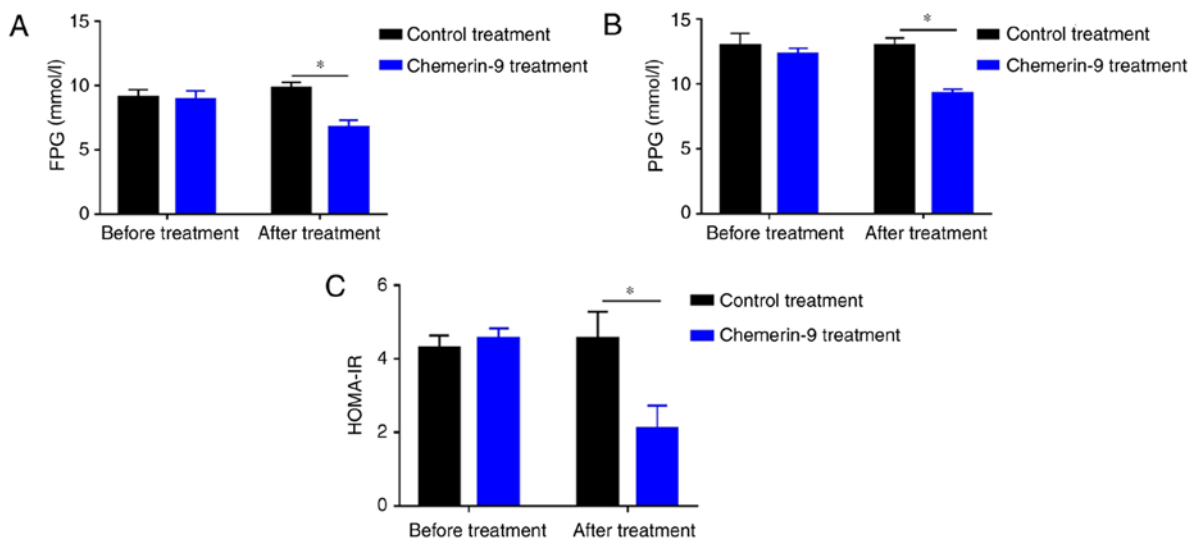 A
FPG (mmol/l)
15
10
5
0
Before treatment After treatment
*
Control treatment
Chemerin-9 treatment
B
PPG (mmol/l)
15
10
5
0
Before treatment After treatment
*
Control treatment
Chemerin-9 treatment
C
HOMA-IR
6
4
2
0
Before treatment After treatment
*
Control treatment
Chemerin-9 treatment